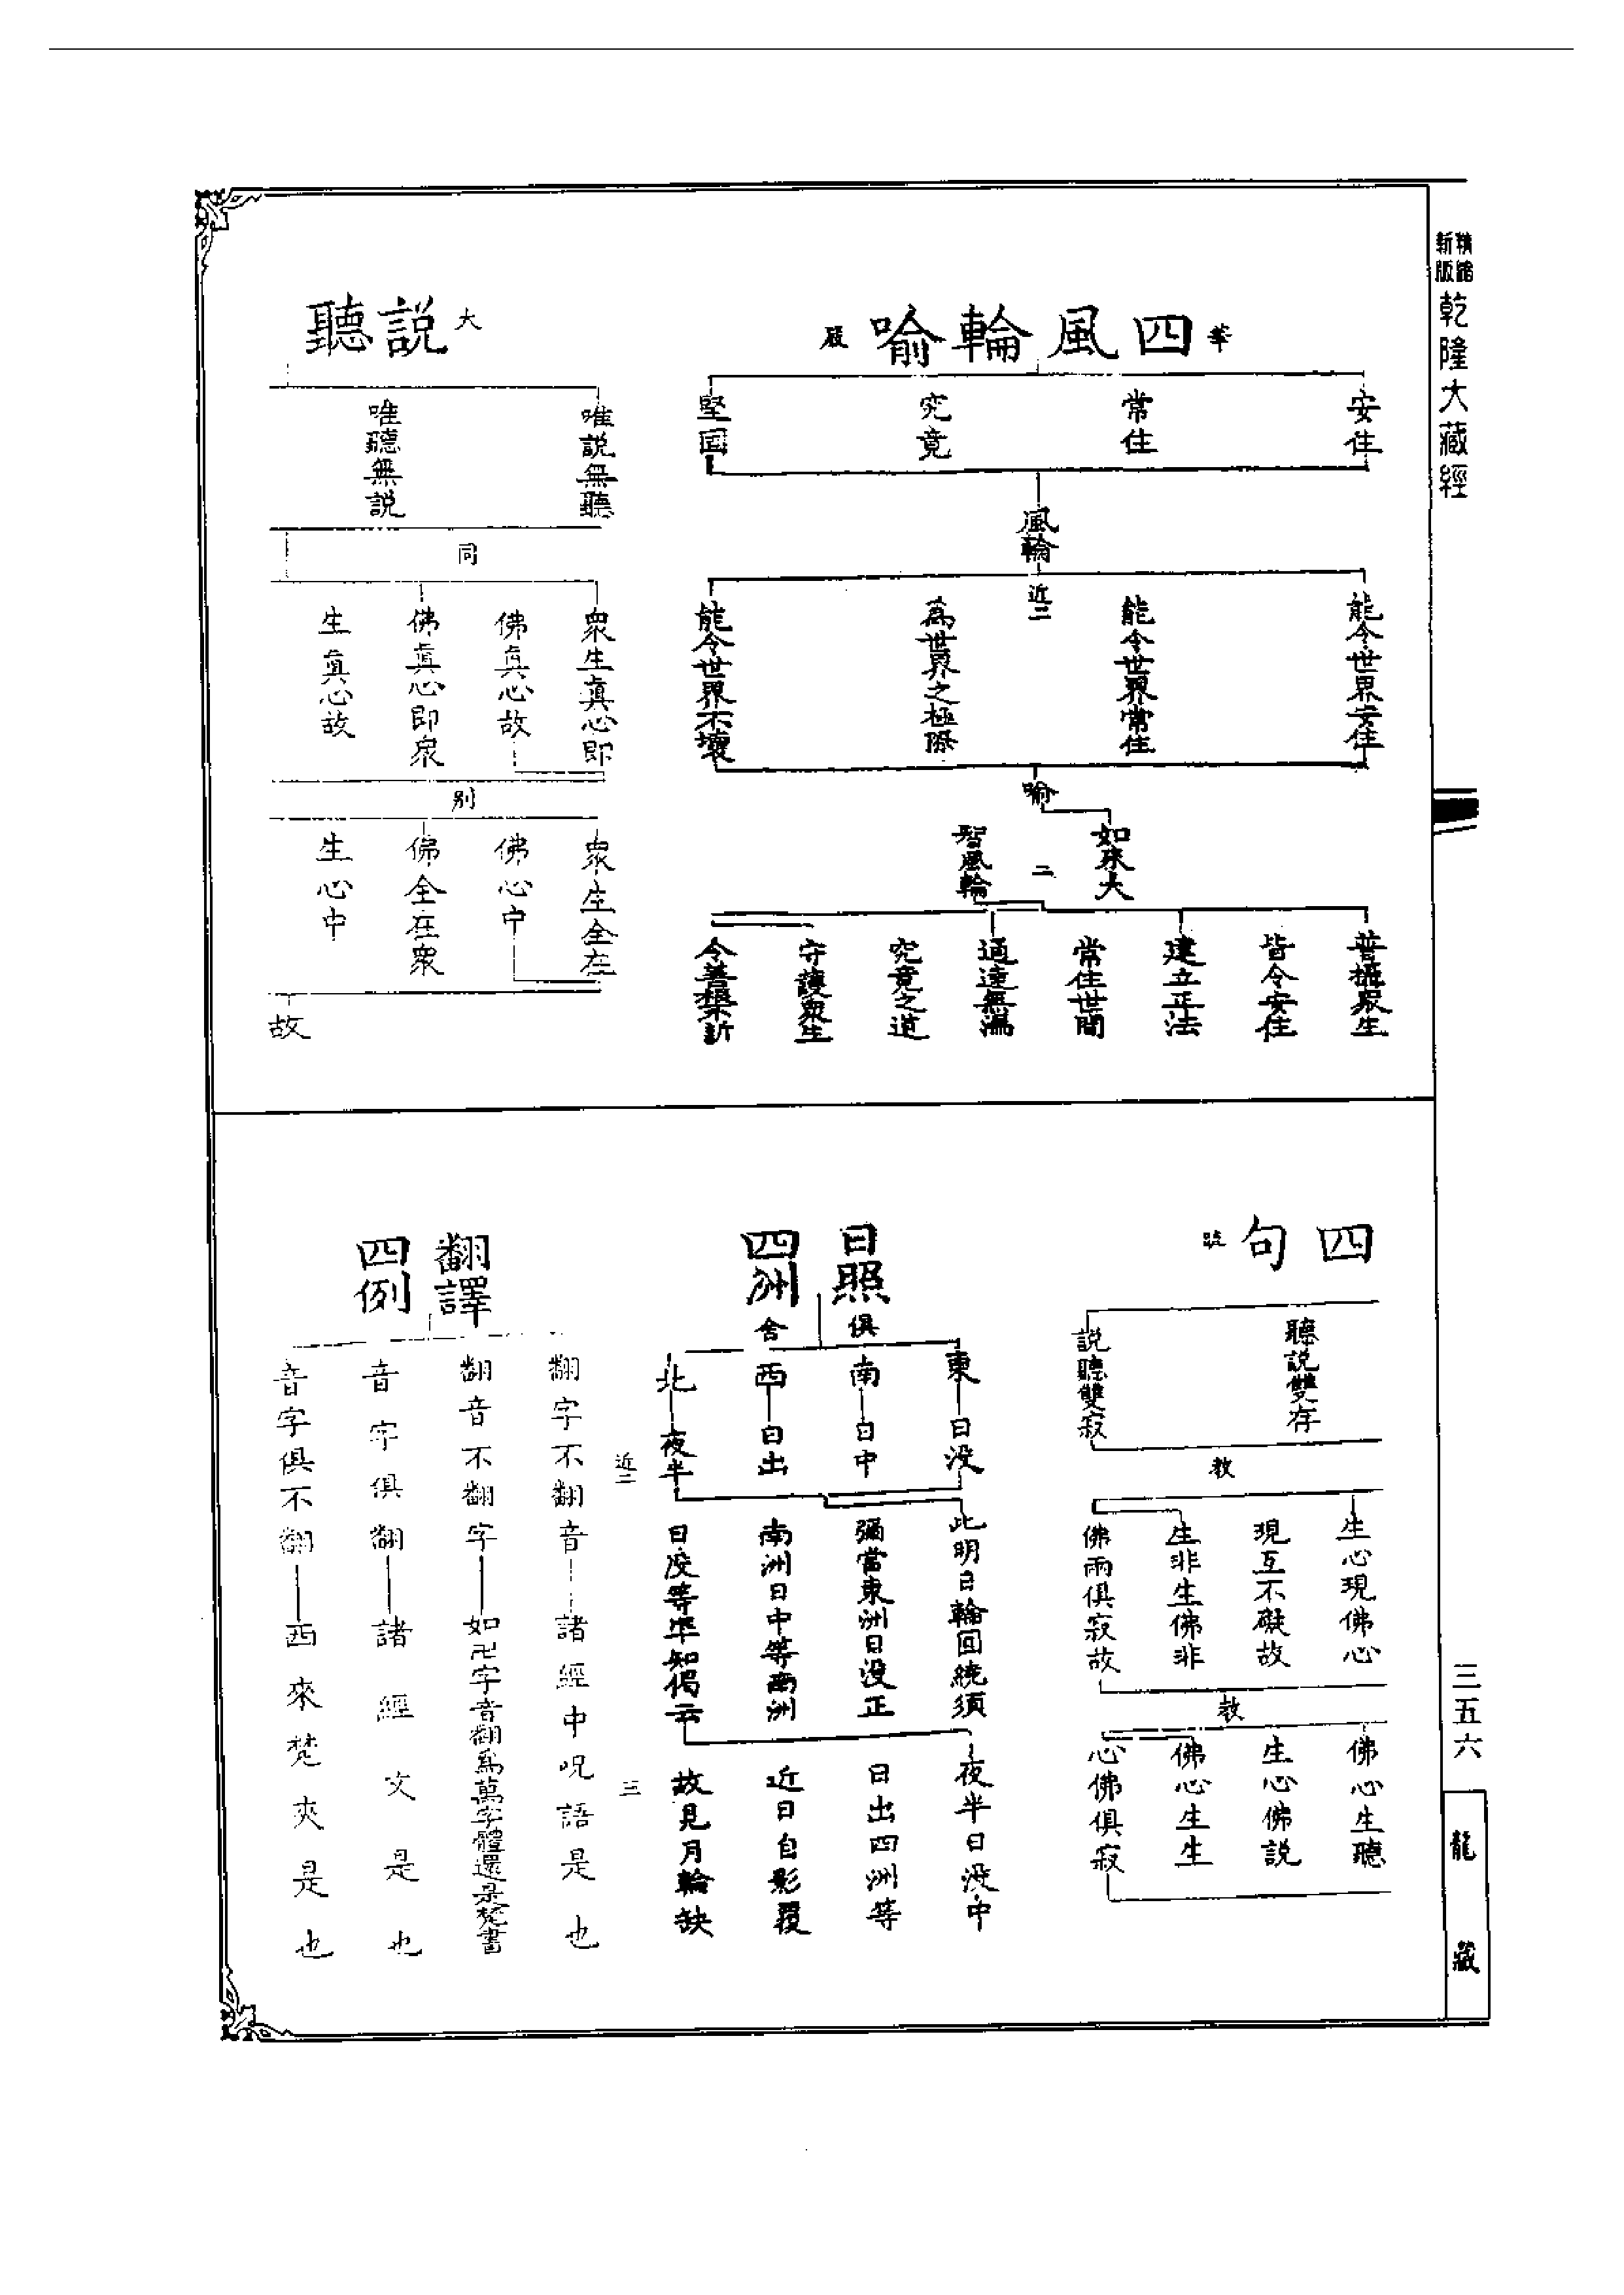 精縮
新版
乾隆大藏經
華
四風輪喻
嚴
安住
常住
究竟
堅固
風輪
近二
能令世界安住
能令世界常住
為世界之極際
能令世界不壞
喻
如來大
二
智風輪
普攝眾生
皆令安住
建立正法
常住世間
通達無漏
究竟之道
守護眾生
令善根不斷
大
說聽
唯說無聽
唯聽無說
同
眾生真心即
佛真心故
佛真心即眾
生真心故
別
眾生全在
佛心中
佛全在眾
生心中
故
四句
聽說雙存
說聽雙寂
教
生心現佛心
現互不礙故
生非生佛非
佛兩俱寂故
教
佛心生聽
生心佛說
佛心生生
心佛俱寂
日照
四洲
俱
舍
東
南
西
北
日沒
日中
日出
夜半
近二
此明日輪回繞須
彌當東洲日沒正
南洲日中等西洲
日沒等準知偈云
夜半日沒中
日出四洲等
近日自影覆
故見月輪缺
三
翻譯
四例
翻字不翻音
翻音不翻字
音字俱翻
音字俱不翻
諸經中呪語是也
如卍字音翻為萬字體還是梵書
諸經文是也
西來梵夾是也
三五六
龍藏